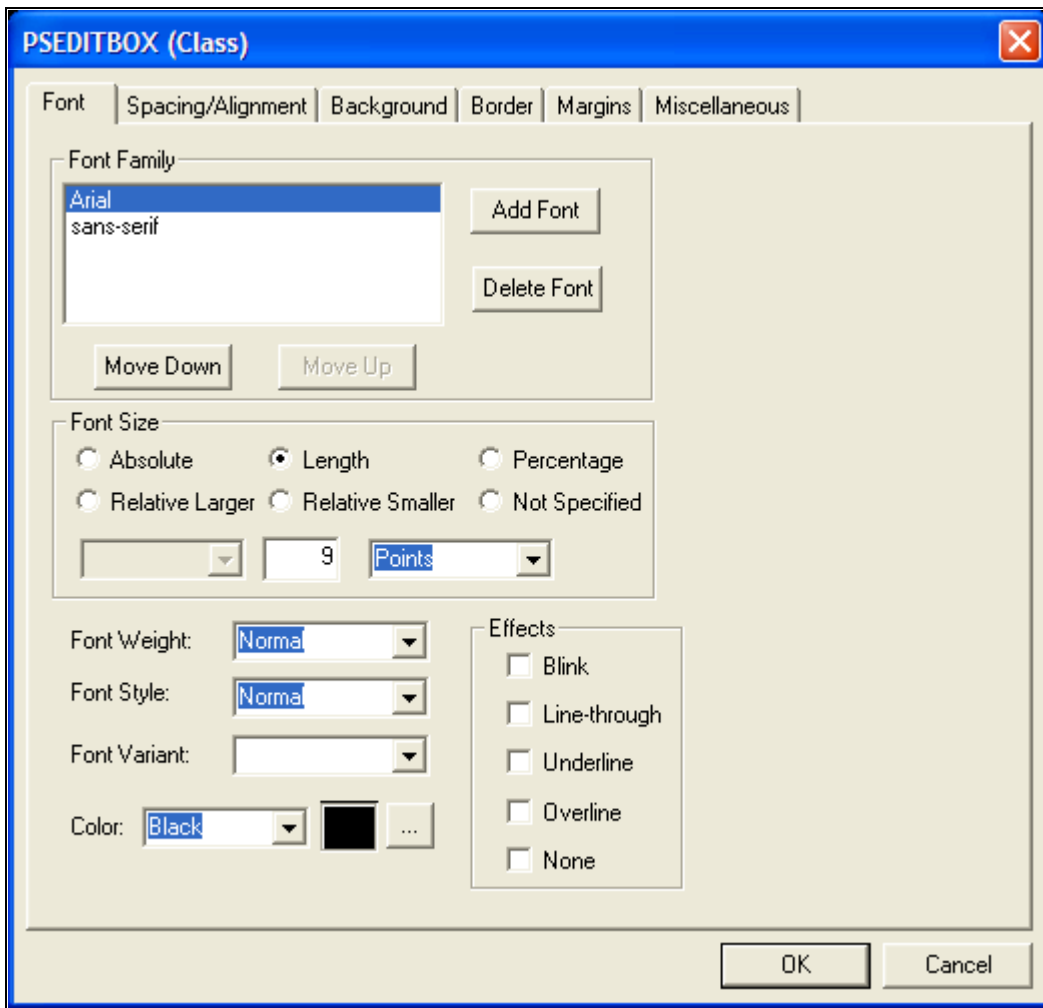 PSEDITBOX (Class)
Font Spacing/Alignment Background Border Margins Miscellaneous
Font Family
Arial
sans-serif
Add Font
Delete Font
Move Down Move Up
Font Size
Absolute Length Percentage
Relative Larger Relative Smaller Not Specified
9 Points
Font Weight: Normal
Font Style: Normal
Font Variant:
Color: Black ...
Effects
Blink
Line-through
Underline
Overline
None
OK Cancel